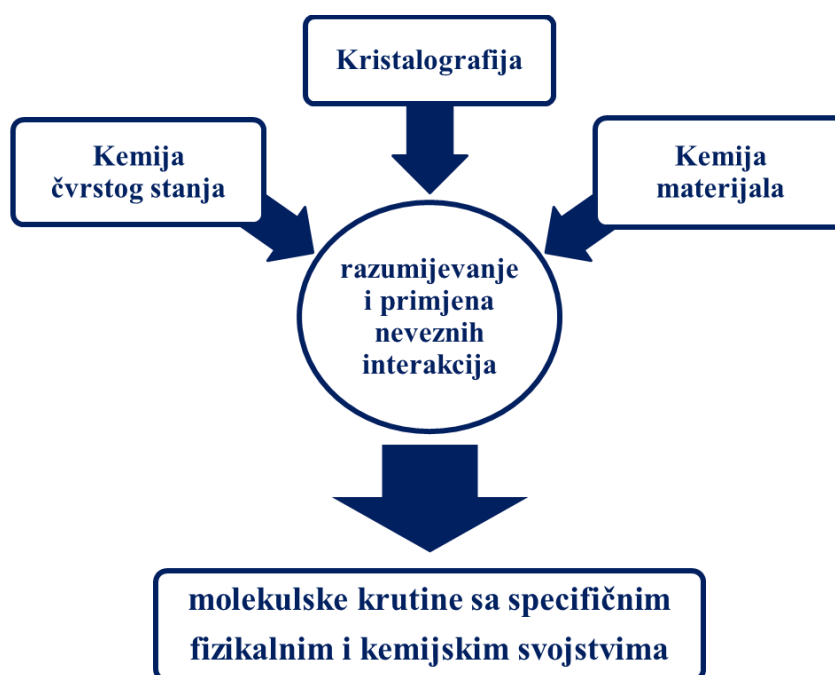 Kristalografija
Kemija
čvrstog stanja
Kemija
materijala
razumijevanje
i primjena
neveznih
interakcija
molekulske krutine sa specifičnim
fizikalnim i kemijskim svojstvima